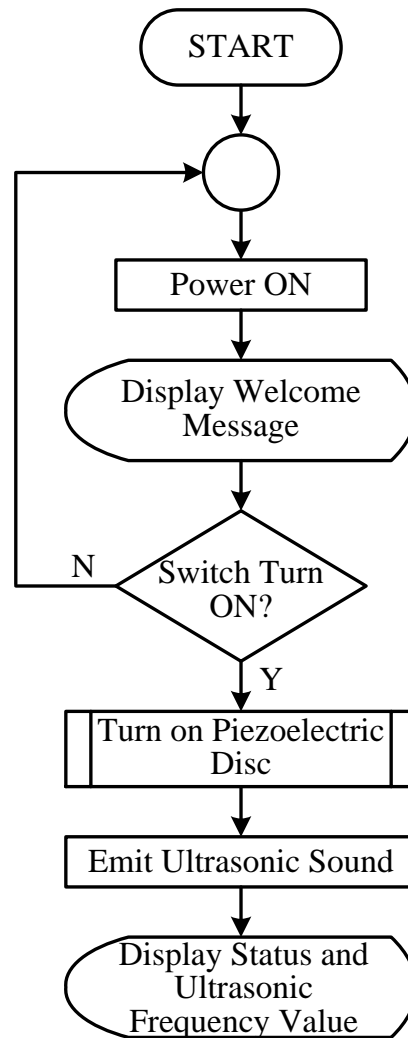 START
Power ON
Display Welcome
Message
Switch Turn
ON?
N
Y
Turn on Piezoelectric
Disc
Emit Ultrasonic Sound
Display Status and
Ultrasonic
Frequency Value